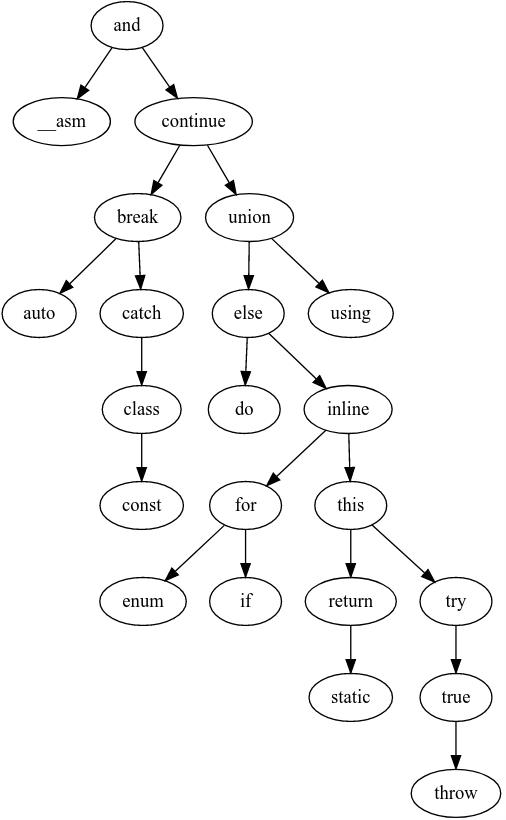 and
__asm
continue
break
union
auto
catch
else
using
class
do
inline
const
for
this
enum
if
return
try
static
true
throw